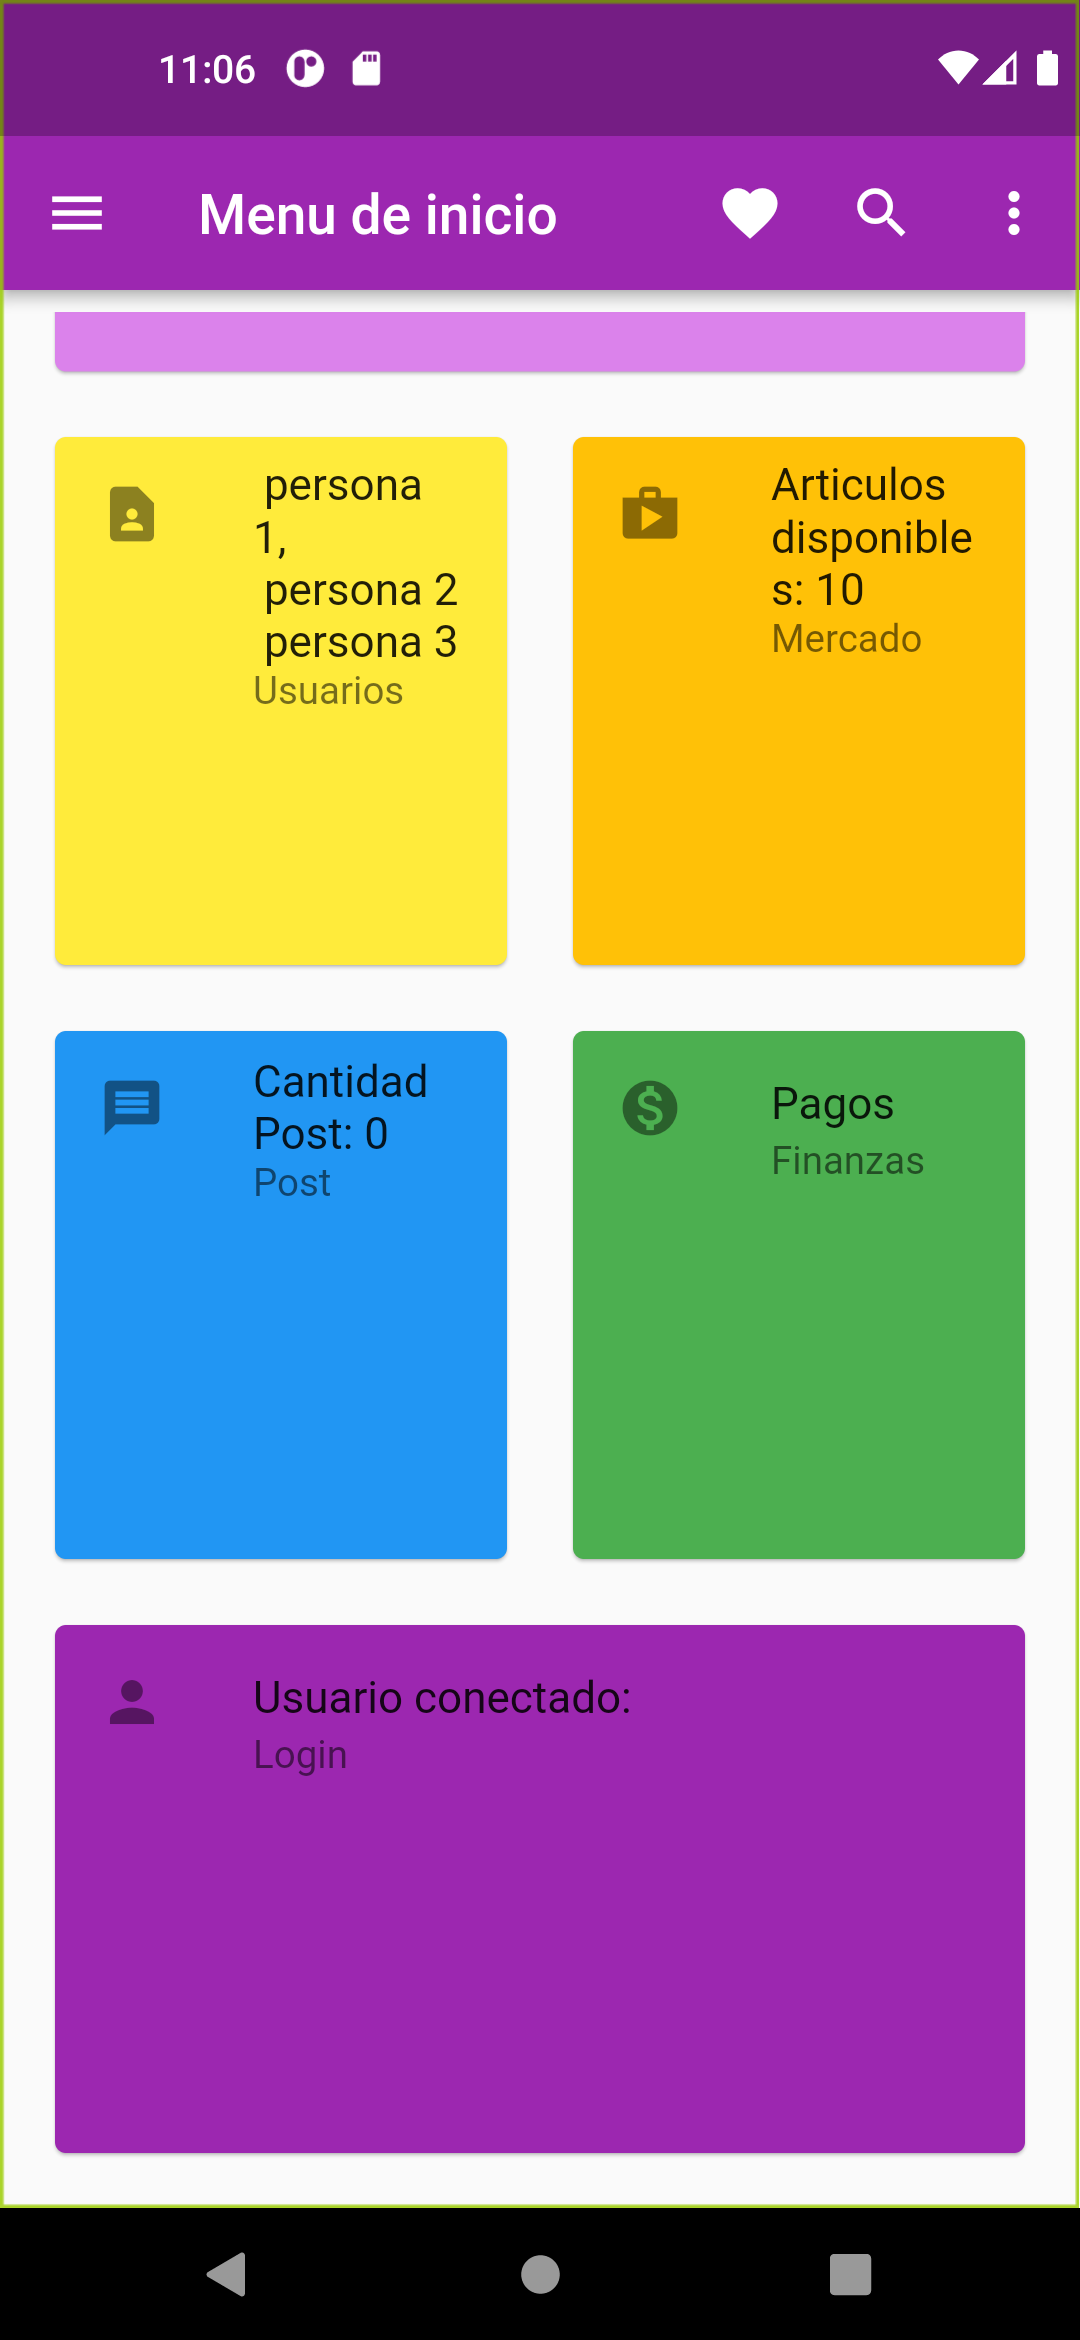 11:06
Menu de inicio
persona
1,
persona 2
persona 3
Usuarios
Articulos
disponible
s: 10
Mercado
Cantidad
Post: 0
Post
Pagos
Finanzas
Usuario conectado:
Login